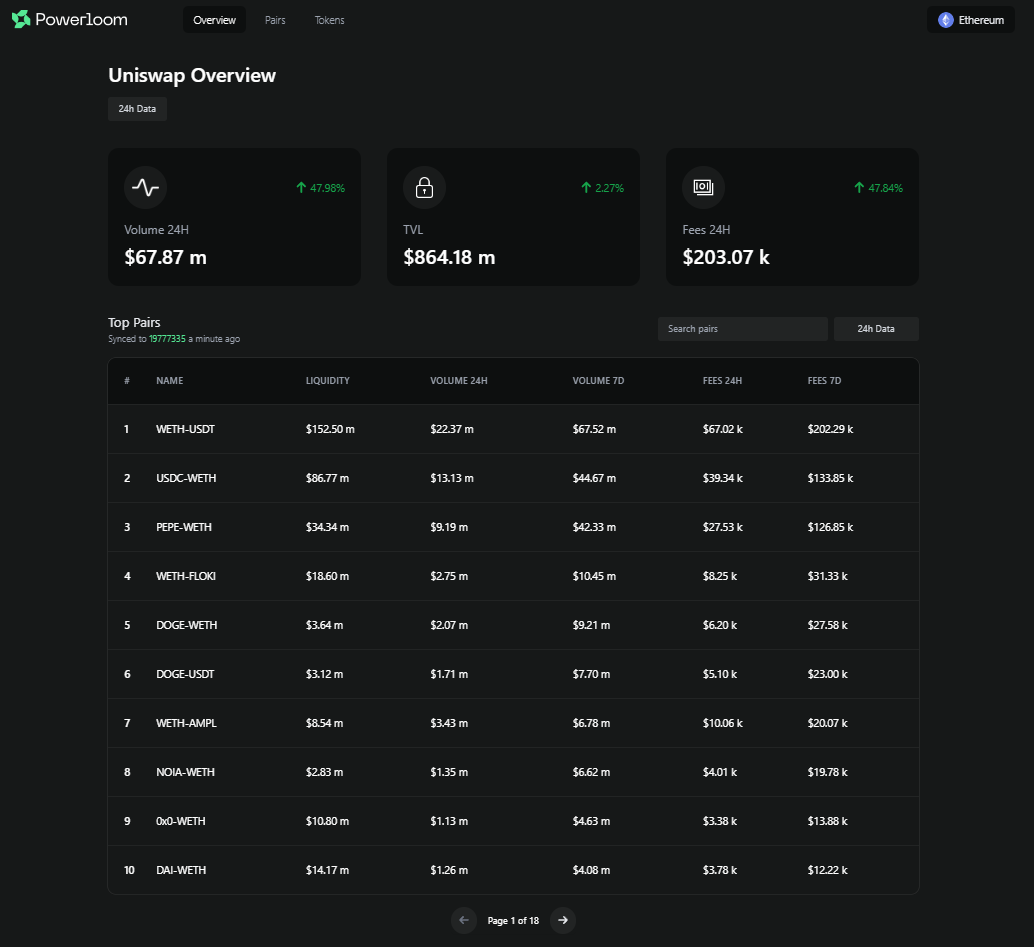 Powerloom Overview Pairs Tokens Ethereum
Uniswap Overview
24h Data
47.98% 2.27% 47.84%
Volume 24H TVL Fees 24H
$67.87 m $864.18 m $203.07 k
Top Pairs
Synced to 19777335 a minute ago
Search pairs 24h Data
# NAME LIQUIDITY VOLUME 24H VOLUME 7D FEES 24H FEES 7D
1 WETH-USDT $152.50 m $22.37 m $67.52 m $67.02 k $202.29 k
2 USDC-WETH $86.77 m $13.13 m $44.67 m $39.34 k $133.85 k
3 PEPE-WETH $34.34 m $9.19 m $42.33 m $27.53 k $126.85 k
4 WETH-FLOKI $18.60 m $2.75 m $10.45 m $8.25 k $31.33 k
5 DOGE-WETH $3.64 m $2.07 m $9.21 m $6.20 k $27.58 k
6 DOGE-USDT $3.12 m $1.71 m $7.70 m $5.10 k $23.00 k
7 WETH-AMPL $8.54 m $3.43 m $6.78 m $10.06 k $20.07 k
8 NOIA-WETH $2.83 m $1.35 m $6.62 m $4.01 k $19.78 k
9 0x0-WETH $10.80 m $1.13 m $4.63 m $3.38 k $13.88 k
10 DAI-WETH $14.17 m $1.26 m $4.08 m $3.78 k $12.22 k
Page 1 of 18